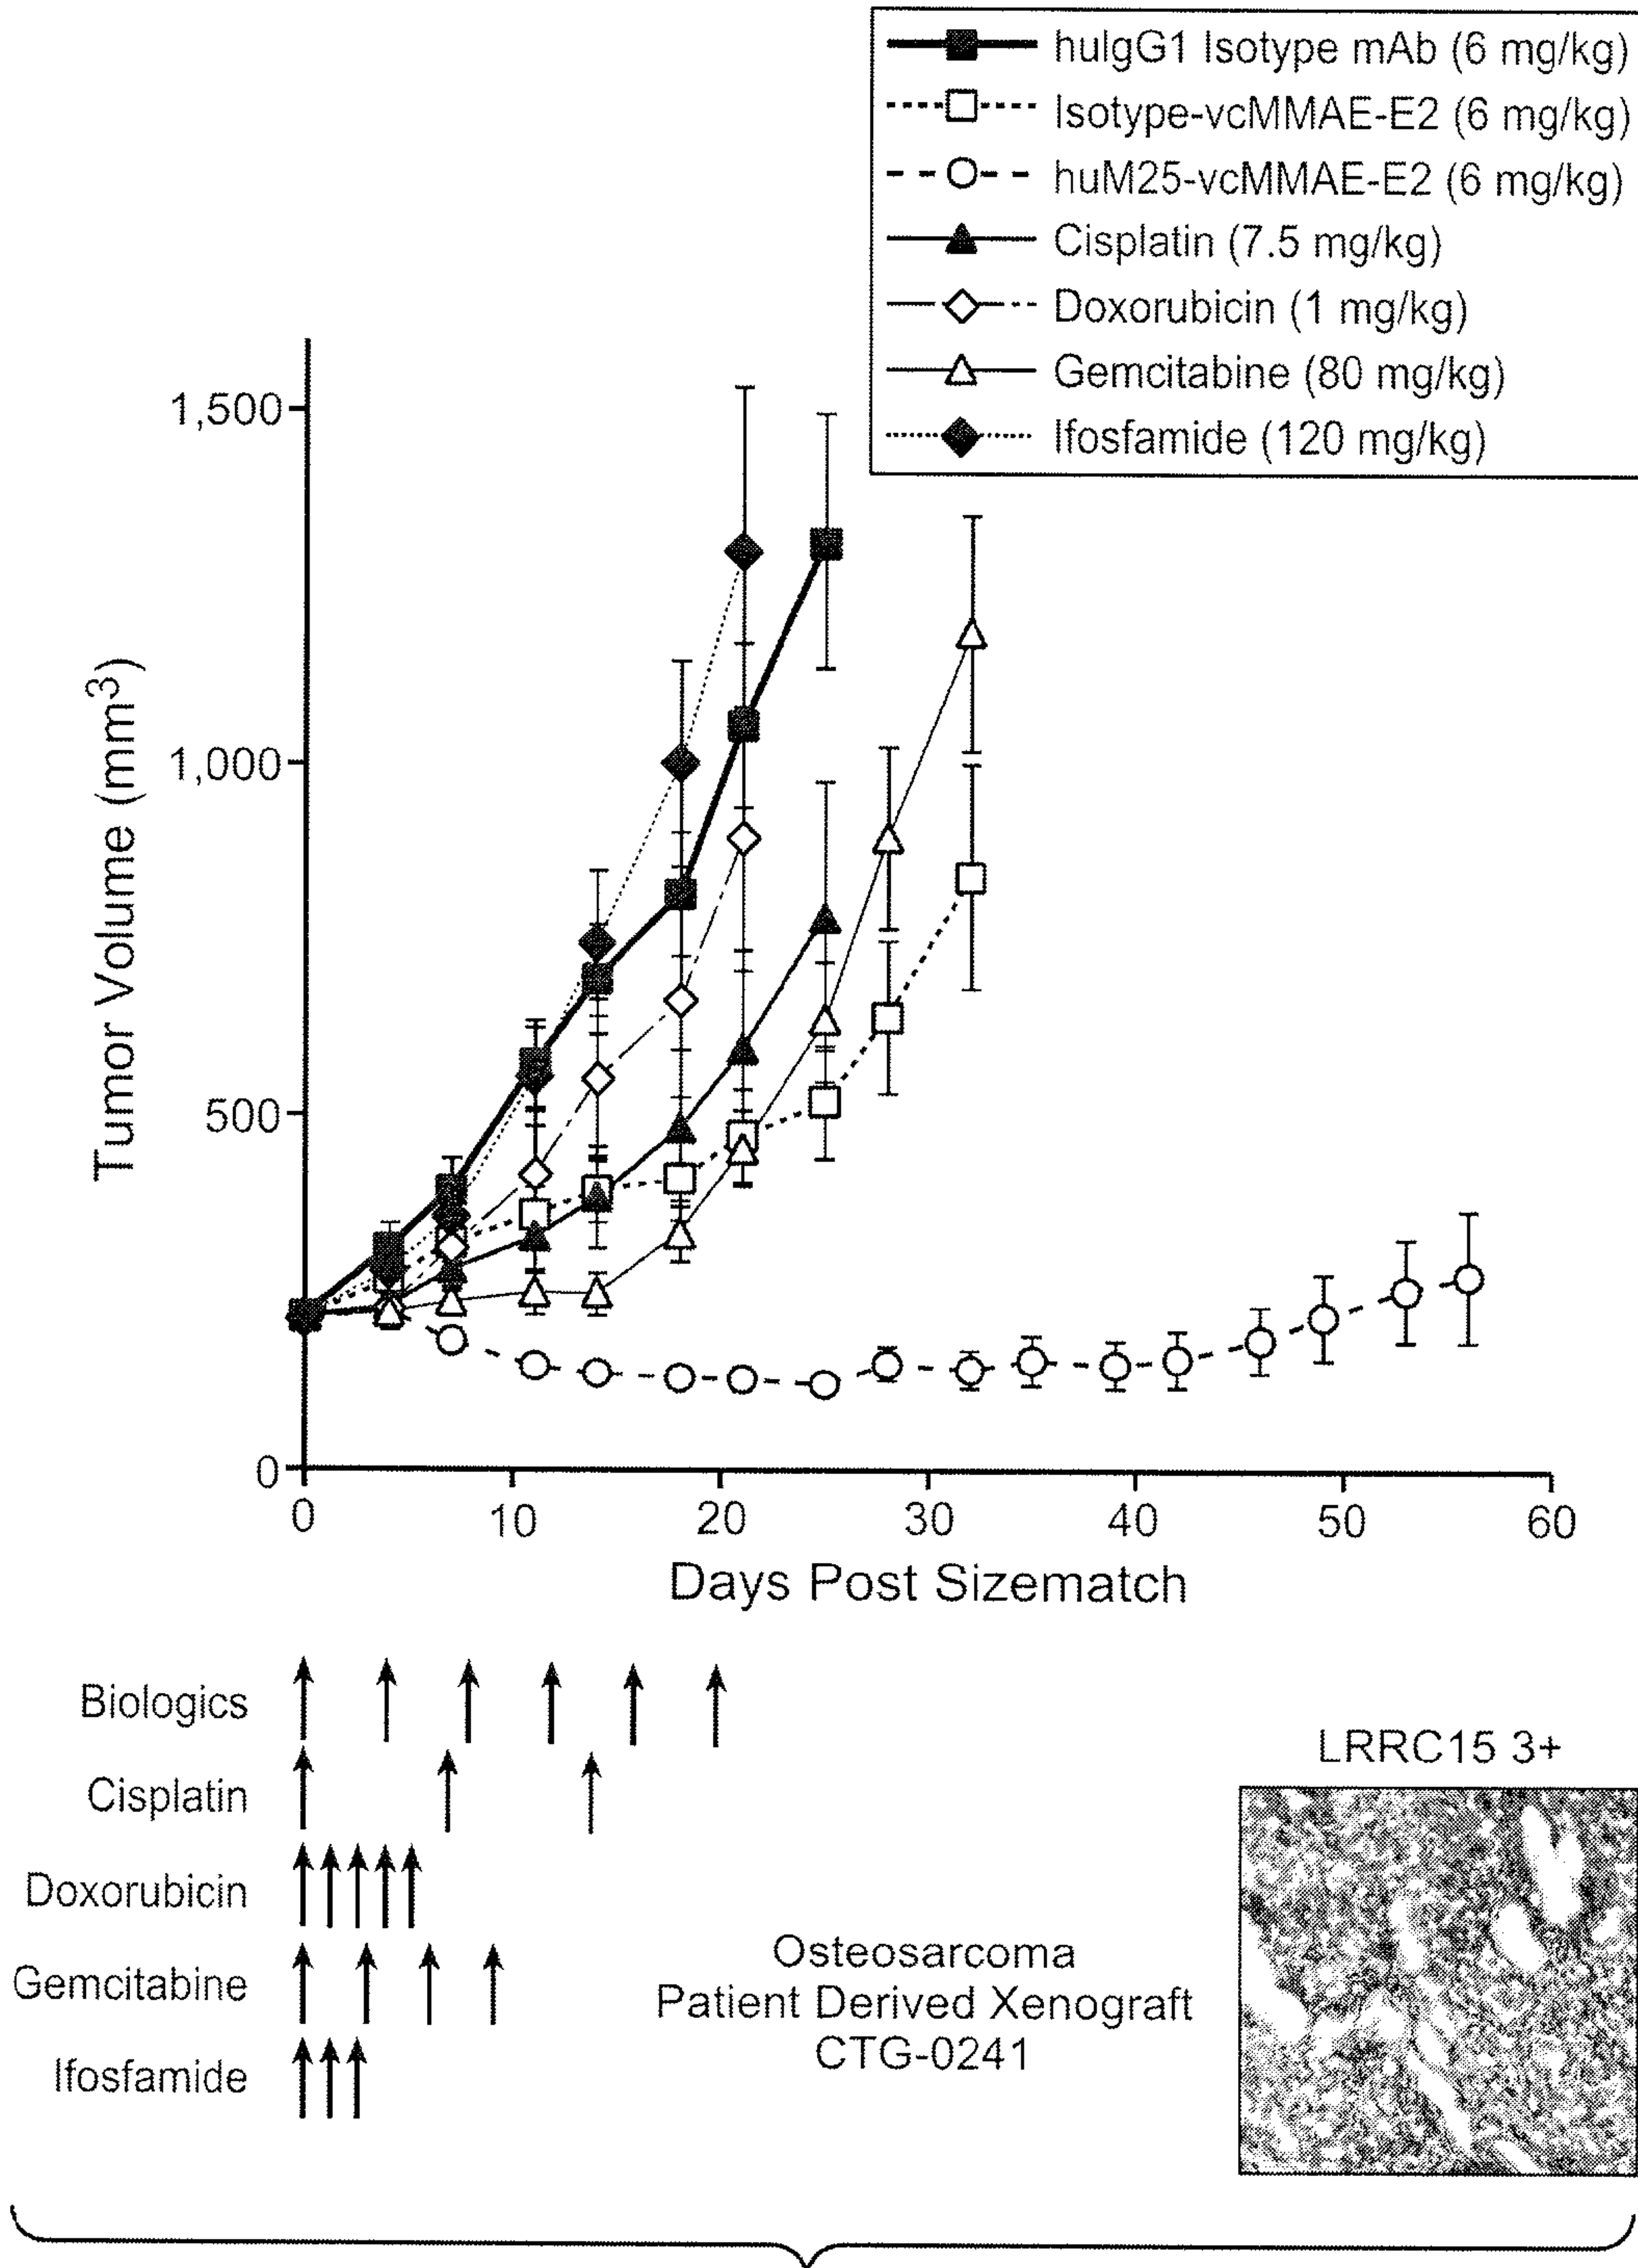 huIgG1 Isotype mAb (6 mg/kg)
Isotype-vcMMAE-E2 (6 mg/kg)
huM25-vcMMAE-E2 (6 mg/kg)
Cisplatin (7.5 mg/kg)
Doxorubicin (1 mg/kg)
Gemcitabine (80 mg/kg)
Ifosfamide (120 mg/kg)
Tumor Volume (mm³)
1,500
1,000
500
0
0 10 20 30 40 50 60
Days Post Sizematch
Biologics
Cisplatin
Doxorubicin
Gemcitabine
Ifosfamide
Osteosarcoma
Patient Derived Xenograft
CTG-0241
LRRC15 3+